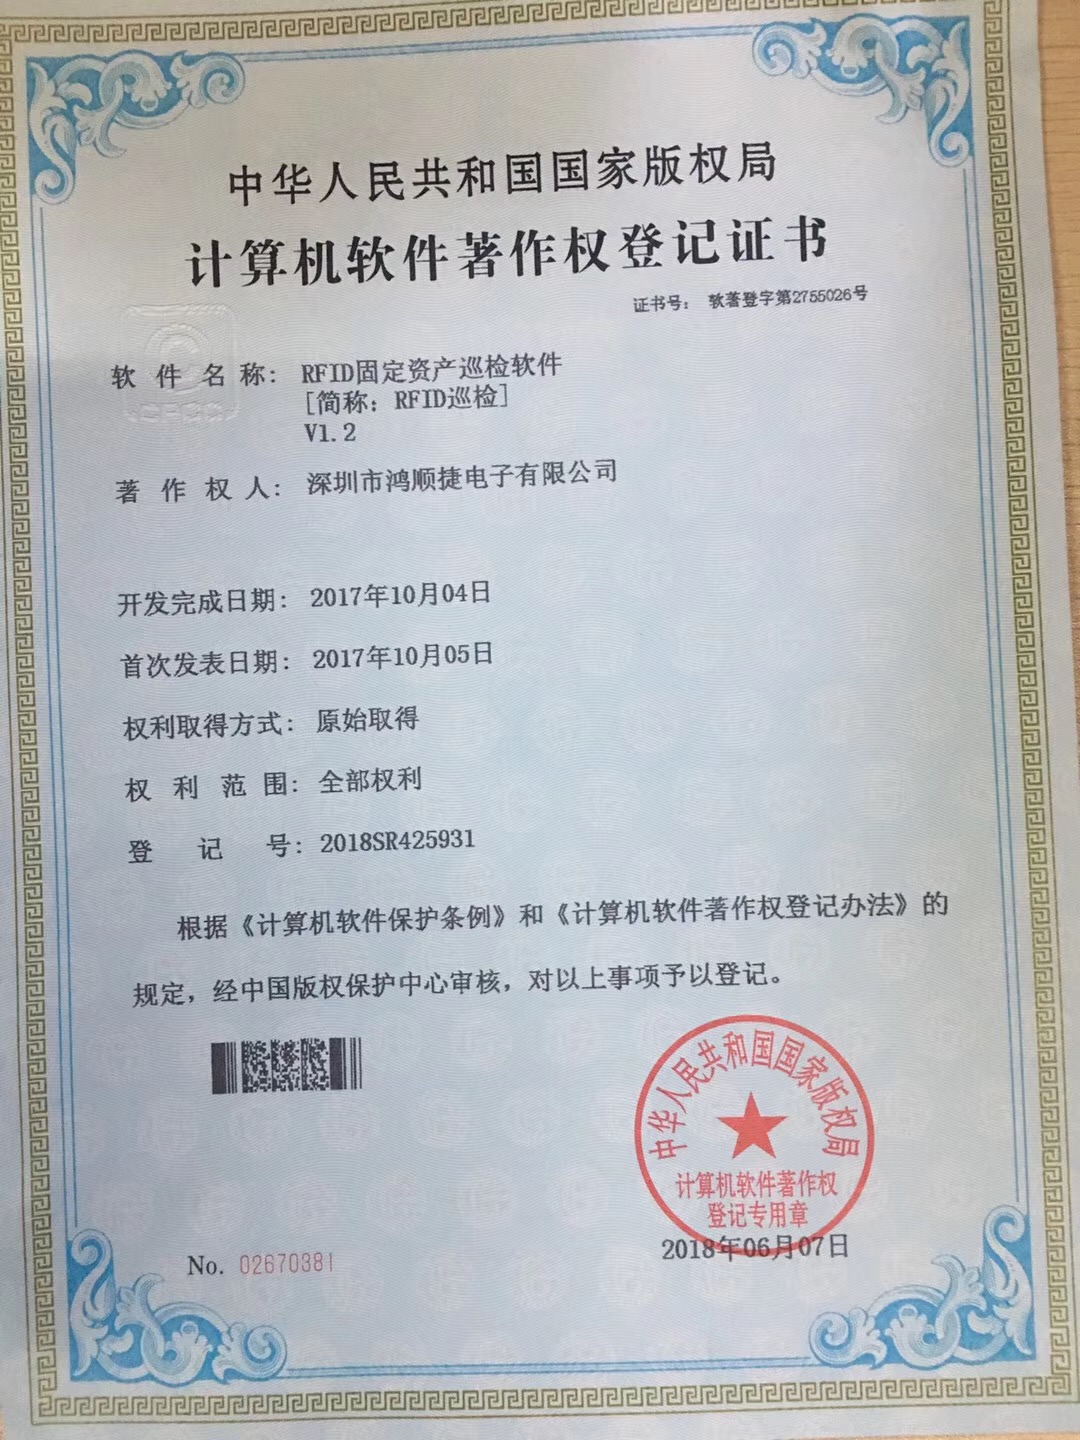 中华人民共和国国家版权局
计算机软件著作权登记证书
证书号： 软著登字第2755026号
软件名称： RFID固定资产巡检软件
[简称：RFID巡检]
V1.2
著作权人： 深圳市鸿顺捷电子有限公司
开发完成日期： 2017年10月04日
首次发表日期： 2017年10月05日
权利取得方式： 原始取得
权利范围： 全部权利
登记号： 2018SR425931
根据《计算机软件保护条例》和《计算机软件著作权登记办法》的
规定，经中国版权保护中心审核，对以上事项予以登记。
中华人民共和国国家版权局
计算机软件著作权
登记专用章
No. 02670381
2018年06月07日